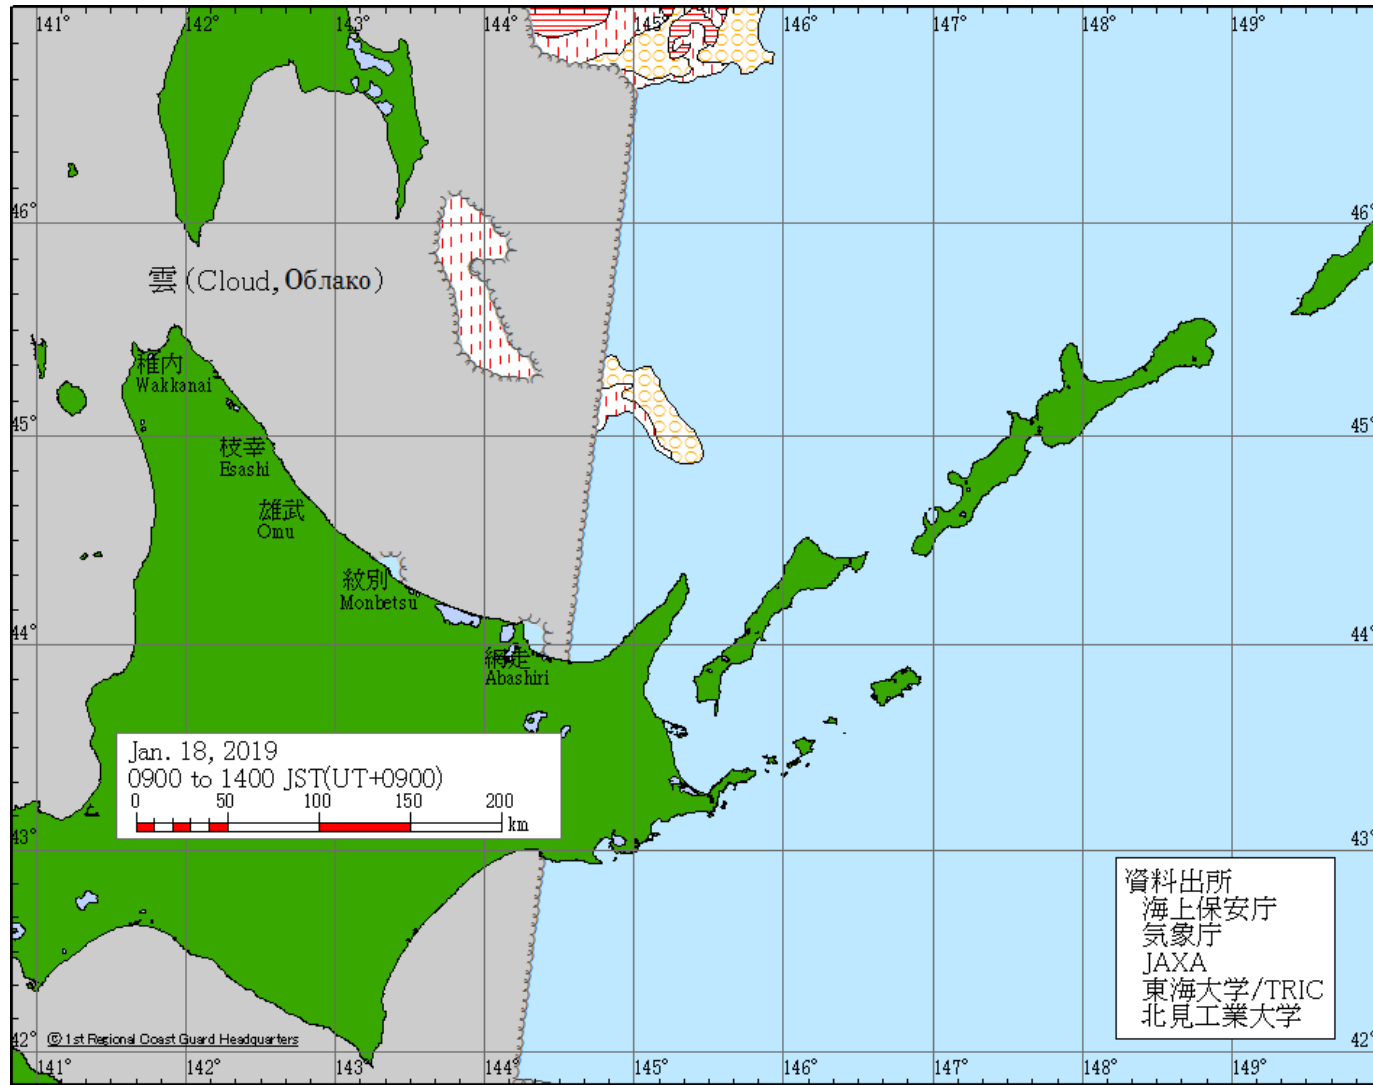 141° 142° 143° 144° 145° 146° 147° 148° 149°
46° 46°
雲(Cloud, Облако)
稚内
Wakkanai
45° 45°
枝幸
Esashi
雄武
Omu
紋別
Monbetsu
44° 44°
網走
Abashiri
Jan. 18, 2019
0900 to 1400 JST(UT+0900)
0 50 100 150 200
km
43° 43°
資料出所
海上保安庁
気象庁
JAXA
東海大学/TRIC
北見工業大学
42° 42°
© 1st Regional Coast Guard Headquarters
141° 142° 143° 144° 145° 146° 147° 148° 149°